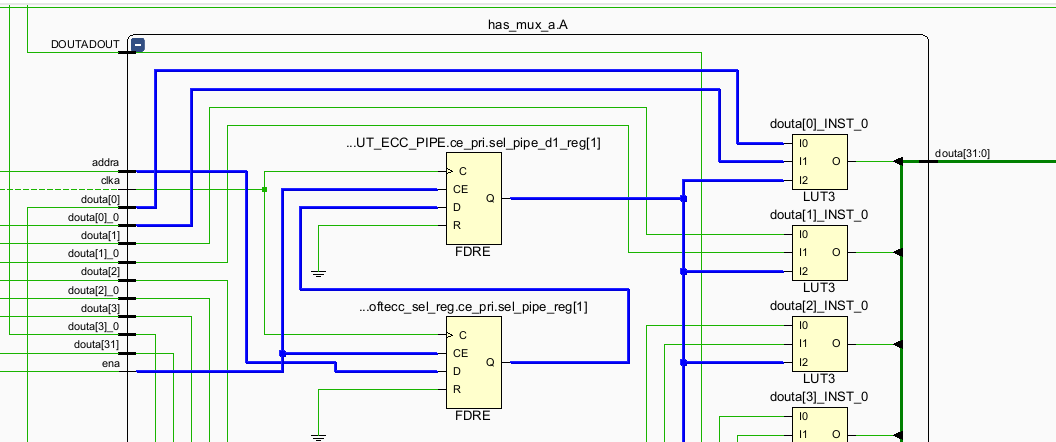 has_mux_a.A
DOUTADOUT
douta[0]_INST_0
...UT_ECC_PIPE.ce_pri.sel_pipe_d1_reg[1]
I0
I1 O
I2
LUT3
addra
clka
douta[0]
douta[0]_0
douta[1]
douta[1]_0
douta[2]
douta[2]_0
douta[3]
douta[3]_0
douta[31]
ena
C
CE
D
R
Q
FDRE
douta[31:0]
douta[1]_INST_0
I0
I1 O
I2
LUT3
...oftecc_sel_reg.ce_pri.sel_pipe_reg[1]
C
CE
D
R
Q
FDRE
douta[2]_INST_0
I0
I1 O
I2
LUT3
douta[3]_INST_0
I0
I1 O